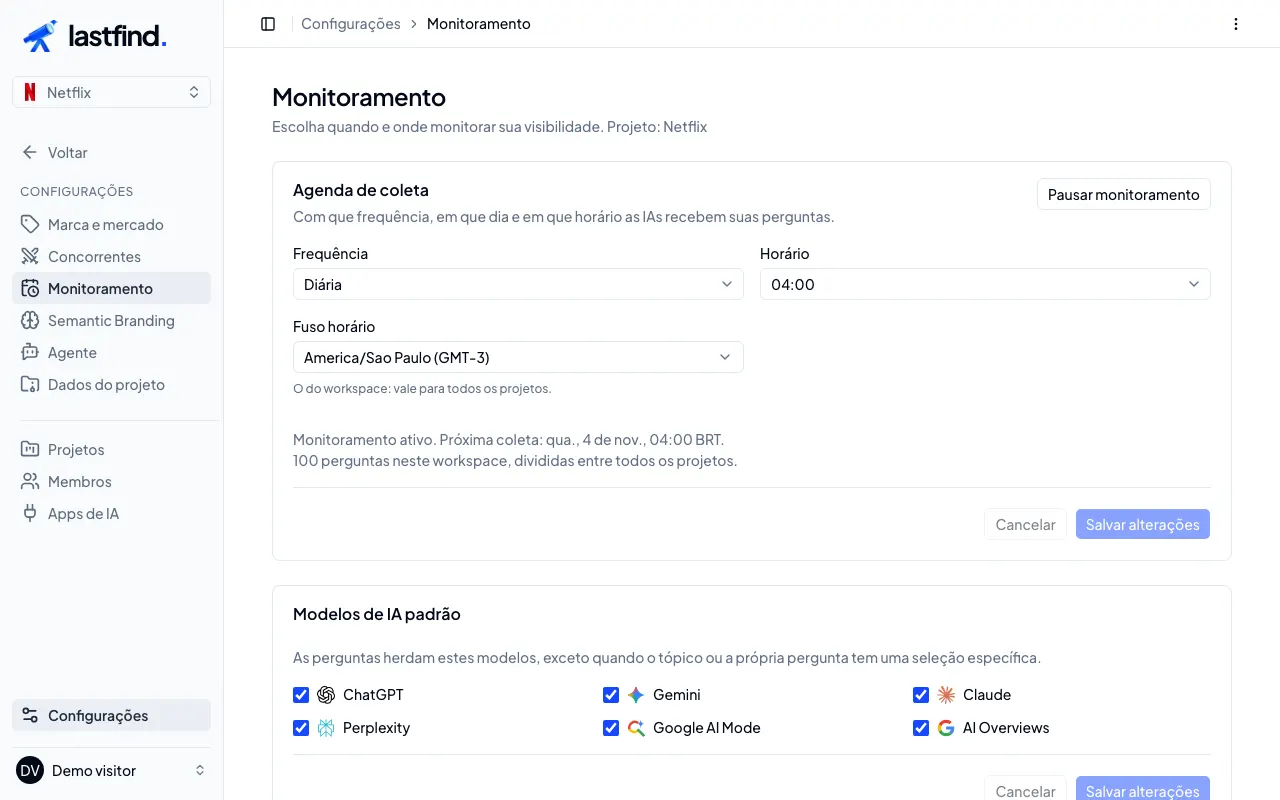 lastfind.
Configurações > Monitoramento
Netflix
Voltar
CONFIGURAÇÕES
Marca e mercado
Concorrentes
Monitoramento
Semantic Branding
Agente
Dados do projeto
Projetos
Membros
Apps de IA
Configurações
DV Demo visitor
Monitoramento
Escolha quando e onde monitorar sua visibilidade. Projeto: Netflix
Agenda de coleta
Pausar monitoramento
Com que frequência, em que dia e em que horário as IAs recebem suas perguntas.
Frequência
Diária
Horário
04:00
Fuso horário
America/Sao Paulo (GMT-3)
O do workspace: vale para todos os projetos.
Monitoramento ativo. Próxima coleta: qua., 4 de nov., 04:00 BRT.
100 perguntas neste workspace, divididas entre todos os projetos.
Cancelar
Salvar alterações
Modelos de IA padrão
As perguntas herdam estes modelos, exceto quando o tópico ou a própria pergunta tem uma seleção específica.
ChatGPT
Gemini
Claude
Perplexity
Google AI Mode
AI Overviews
Cancelar
Salvar alterações